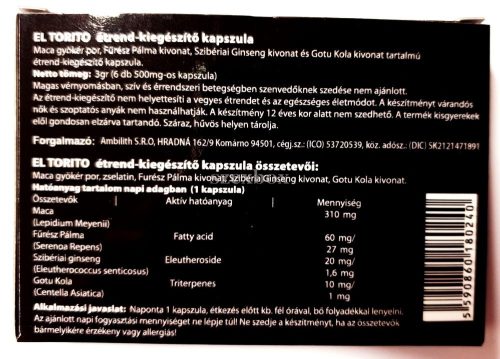 EL TORITO étrend-kiegészítő kapszula
Maca gyökér por, Fűrész Pálma kivonat, Szibériai Ginseng kivonat és Gotu Kola kivonat tartalmú
étrend-kiegészítő kapszula.
Netto tömeg: 3gr (6 db 500mg-os kapszula)
Magas vérnyomásban, szív és érrendszeri betegségben szenvedőknek szedése nem ajánlott.
Az étrend-kiegészítő nem helyettesíti a vegyes étrendet és az egészséges életmódot. A készítményt várandós
nők és szoptatós anyák nem használhatják. A készítmény 12 éves kor alatt nem szedhető. A termék kisgyerekek
elől gondosan elzárva tartandó. Száraz, hűvös helyen tárolja.
Forgalmazó: Ambilith S.R.O, HRADNÁ 162/9 Komárno 94501, cégj.sz.: (ICO) 53720539, köz. adósz.: (DIC) SK2121471891
EL TORITO étrend-kiegészítő kapszula összetevői:
Maca gyökér por, zselatin, Fűrész Pálma kivonat, Szibériai Ginseng kivonat, Gotu Kola kivonat.
Hatóanyagtartalom napi adagban (1 kapszula)
Összetevők Aktív hatóanyag Mennyiség
Maca 310 mg
(Lepidium Meyenii)
Fűrész Pálma Fatty acid 60 mg/
(Serenoa Repens) 27 mg
Szibériai ginseng Eleutheroside 20 mg/
(Eleutherococcus senticosus) 1,6 mg
Gotu Kola Triterpenes 10 mg/
(Centella Asiatica) 1 mg
Alkalmazási javaslat: Naponta 1 kapszula, étkezés előtt kb. fél órával, bő folyadékkal lenyelni.
Az ajánlott napi fogyasztási mennyiséget ne lépje túl! Ne szedje a készítményt, ha az összetevők
bármelyikére érzékeny vagy allergiás!
5 590860 180240